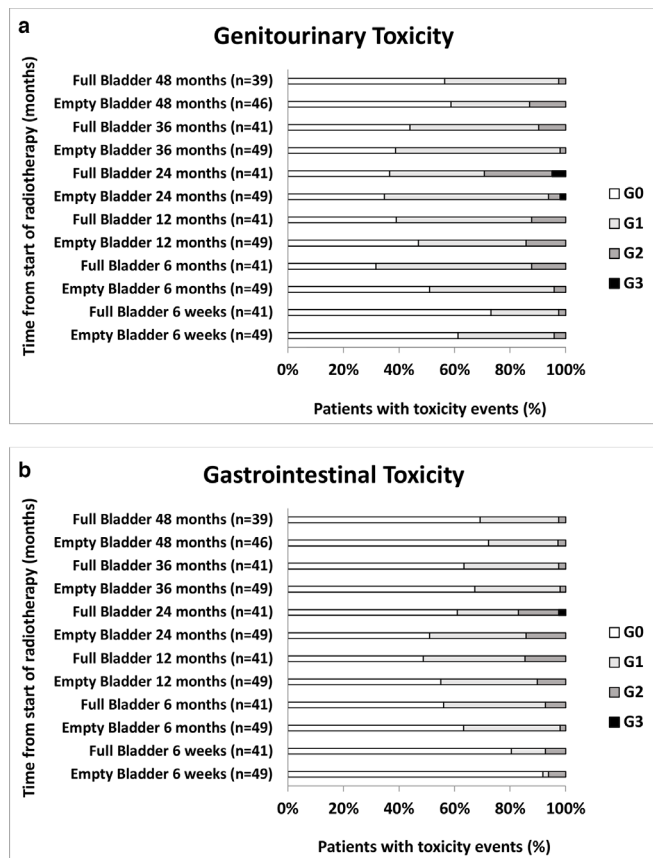 a
Genitourinary Toxicity
Time from start of radiotherapy (months)
Full Bladder 48 months (n=39)
Empty Bladder 48 months (n=46)
Full Bladder 36 months (n=41)
Empty Bladder 36 months (n=49)
Full Bladder 24 months (n=41)
Empty Bladder 24 months (n=49)
Full Bladder 12 months (n=41)
Empty Bladder 12 months (n=49)
Full Bladder 6 months (n=41)
Empty Bladder 6 months (n=49)
Full Bladder 6 weeks (n=41)
Empty Bladder 6 weeks (n=49)
G0
G1
G2
G3
0% 20% 40% 60% 80% 100%
Patients with toxicity events (%)
b
Gastrointestinal Toxicity
Time from start of radiotherapy (months)
Full Bladder 48 months (n=39)
Empty Bladder 48 months (n=46)
Full Bladder 36 months (n=41)
Empty Bladder 36 months (n=49)
Full Bladder 24 months (n=41)
Empty Bladder 24 months (n=49)
Full Bladder 12 months (n=41)
Empty Bladder 12 months (n=49)
Full Bladder 6 months (n=41)
Empty Bladder 6 months (n=49)
Full Bladder 6 weeks (n=41)
Empty Bladder 6 weeks (n=49)
G0
G1
G2
G3
0% 20% 40% 60% 80% 100%
Patients with toxicity events (%)